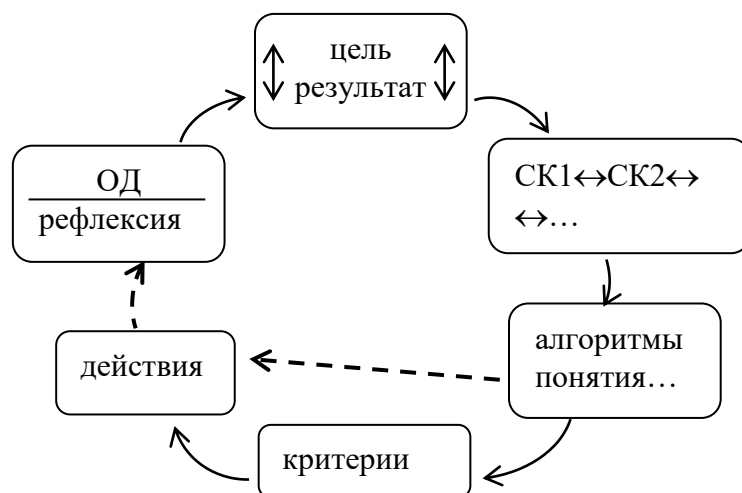 цель
результат
СК1↔СК2↔
↔…
алгоритмы
понятия…
критерии
действия
ОД
рефлексия